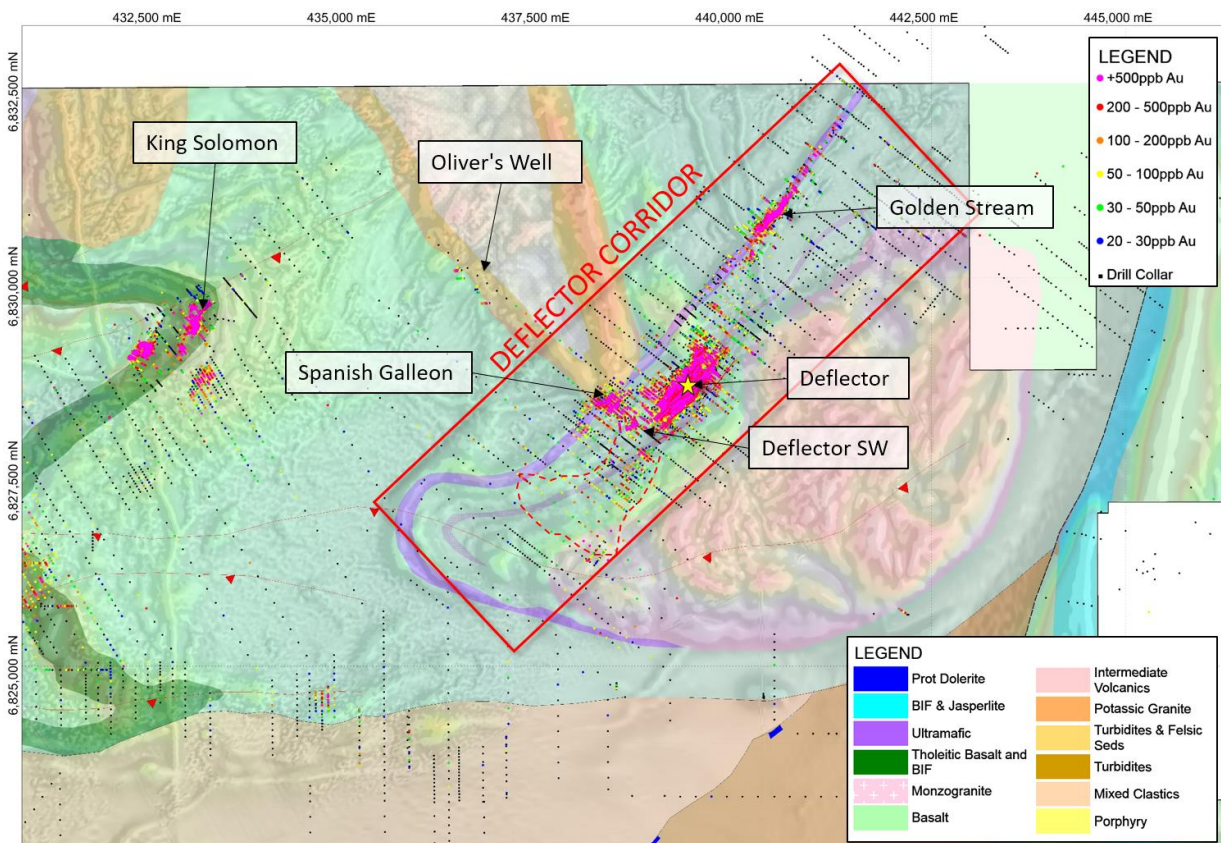 432,500 mE
435,000 mE
437,500 mE
440,000 mE
442,500 mE
445,000 mE
6,832,500 mN
6,830,000 mN
6,827,500 mN
6,825,000 mN
LEGEND
+500ppb Au
200 - 500ppb Au
100 - 200ppb Au
50 - 100ppb Au
30 - 50ppb Au
20 - 30ppb Au
Drill Collar
King Solomon
Oliver's Well
Golden Stream
DEFLECTOR CORRIDOR
Spanish Galleon
Deflector
Deflector SW
LEGEND
Prot Dolerite
BIF & Jasperlite
Ultramafic
Tholeitic Basalt and
BIF
Monzogranite
Basalt
Intermediate
Volcanics
Potassic Granite
Turbidites & Felsic
Seds
Turbidites
Mixed Clastics
Porphyry